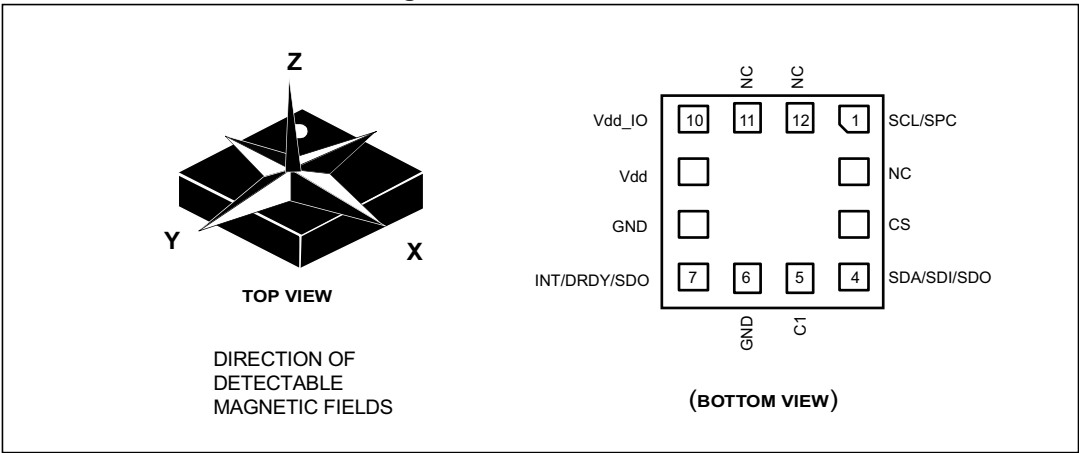 Z
Y
X
TOP VIEW
DIRECTION OF
DETECTABLE
MAGNETIC FIELDS
NC
NC
Vdd_IO
10
11
12
1
SCL/SPC
Vdd
NC
GND
CS
INT/DRDY/SDO
7
6
5
4
SDA/SDI/SDO
GND
C1
(BOTTOM VIEW)